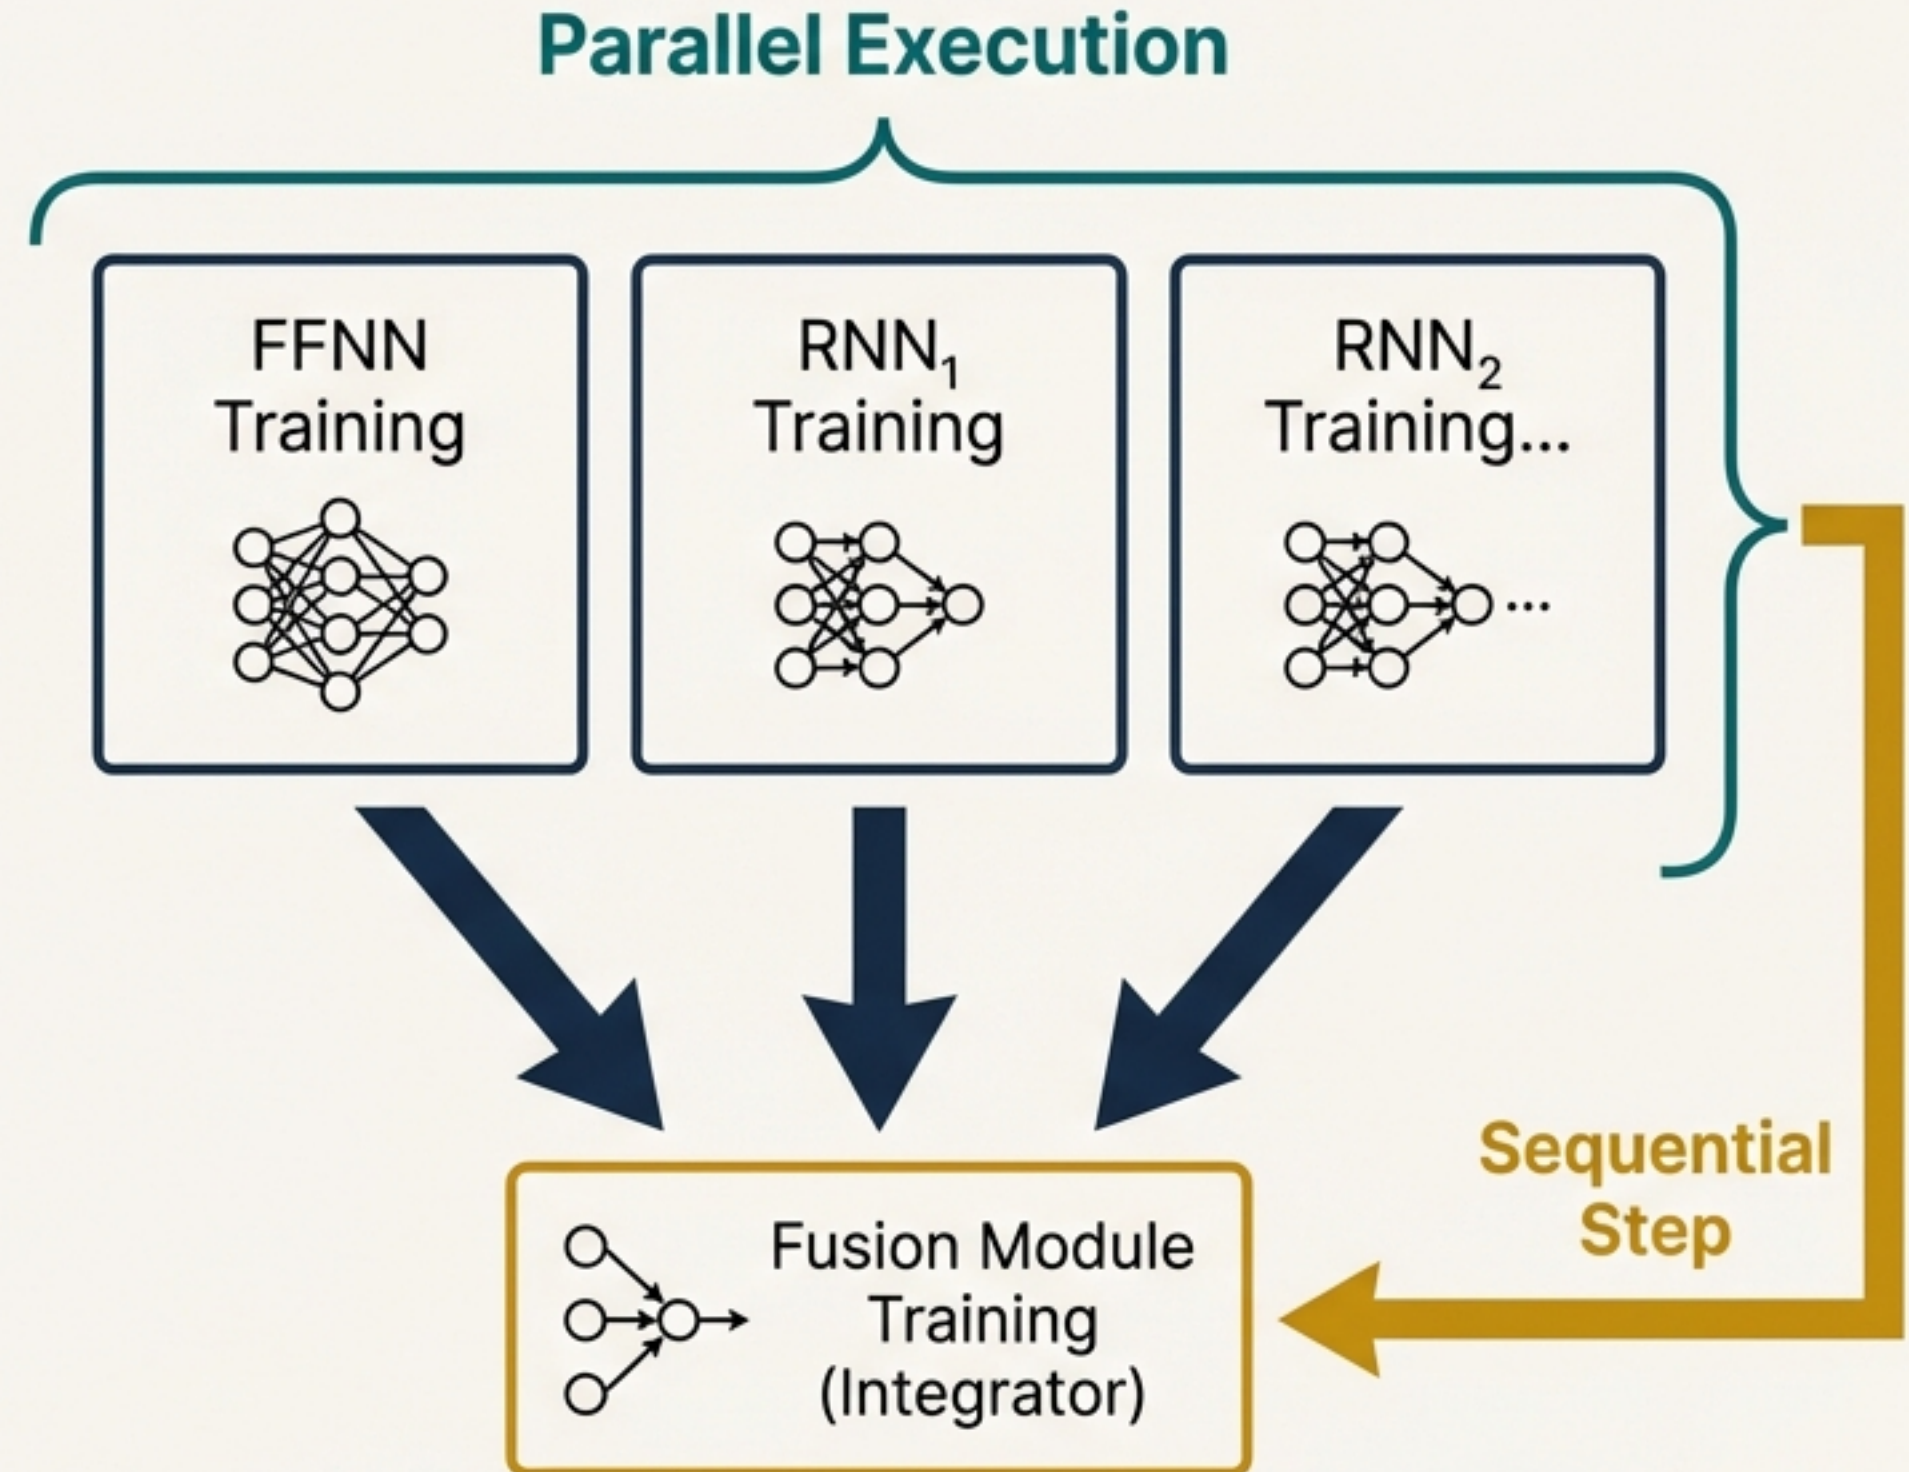 Parallel Execution
FFNN
Training
RNN₁
Training
RNN₂
Training...
...
Sequential
Step
Fusion Module
Training
(Integrator)